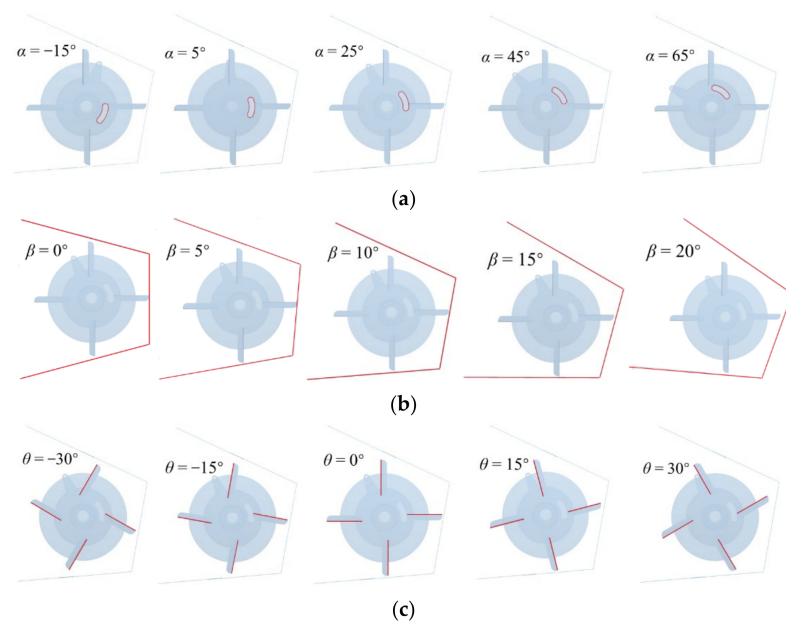 α = −15° α = 5° α = 25° α = 45° α = 65°
(a)
β = 0° β = 5° β = 10° β = 15° β = 20°
(b)
θ = −30° θ = −15° θ = 0° θ = 15° θ = 30°
(c)